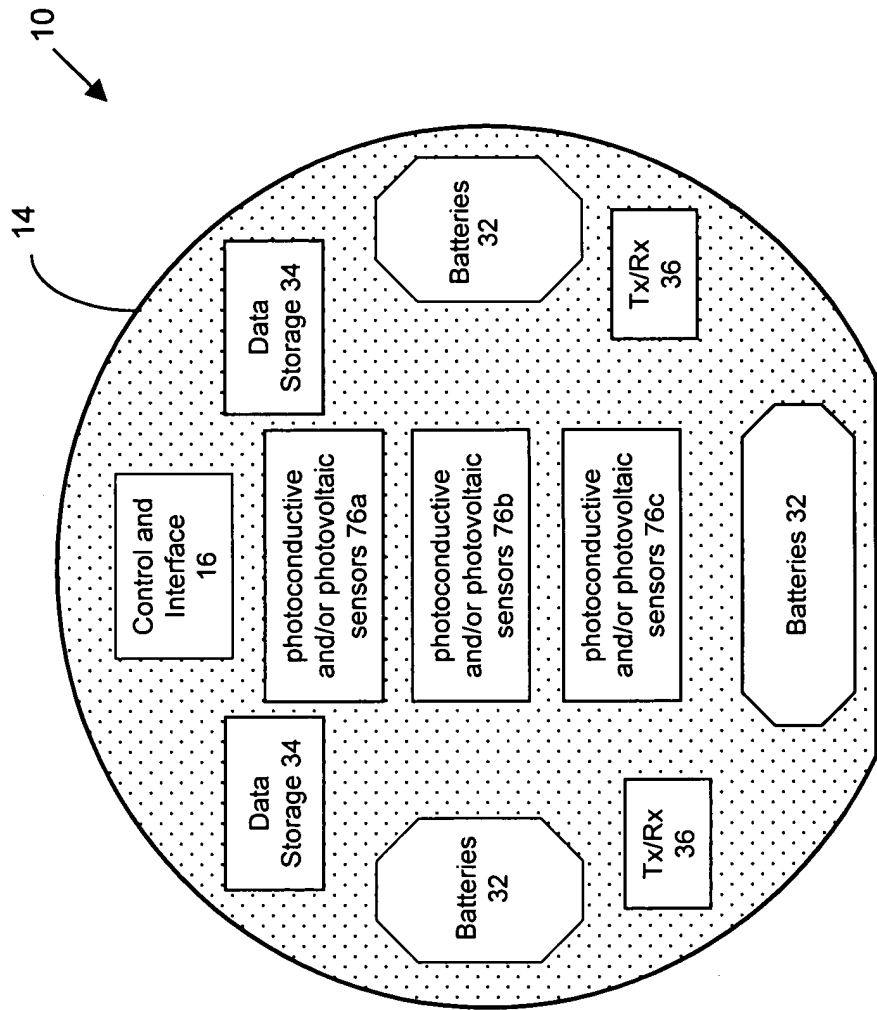 10
14
Control and
Interface
16
Data
Storage 34
Data
Storage 34
photoconductive
and/or photovoltaic
sensors 76a
Batteries
32
photoconductive
and/or photovoltaic
sensors 76b
Batteries
32
photoconductive
and/or photovoltaic
sensors 76c
Tx/Rx
36
Tx/Rx
36
Batteries 32